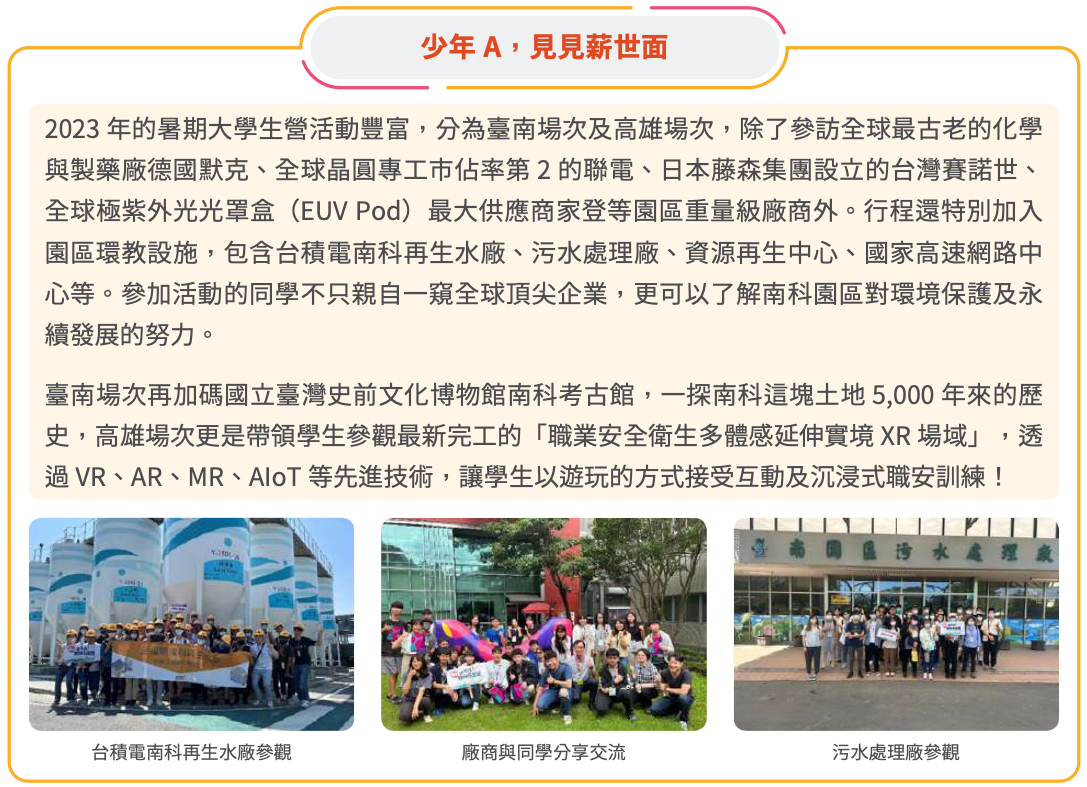 少年 A，見見薪世面
2023 年的暑期大學生營活動豐富，分為臺南場次及高雄場次，除了參訪全球最古老的化學
與製藥廠德國默克、全球晶圓專工市佔率第 2 的聯電、日本藤森集團設立的台灣賽諾世、
全球極紫外光光罩盒（EUV Pod）最大供應商家登等園區重量級廠商外。行程還特別加入
園區環教設施，包含台積電南科再生水廠、污水處理廠、資源再生中心、國家高速網路中
心等。參加活動的同學不只親自一窺全球頂尖企業，更可以了解南科園區對環境保護及永
續發展的努力。
臺南場次再加碼國立臺灣史前文化博物館南科考古館，一探南科這塊土地 5,000 年來的歷
史，高雄場次更是帶領學生參觀最新完工的「職業安全衛生多體感延伸實境 XR 場域」，透
過 VR、AR、MR、AIoT 等先進技術，讓學生以遊玩的方式接受互動及沉浸式職安訓練！
南園區污水處理廠
台積電南科再生水廠參觀
廠商與同學分享交流
污水處理廠參觀